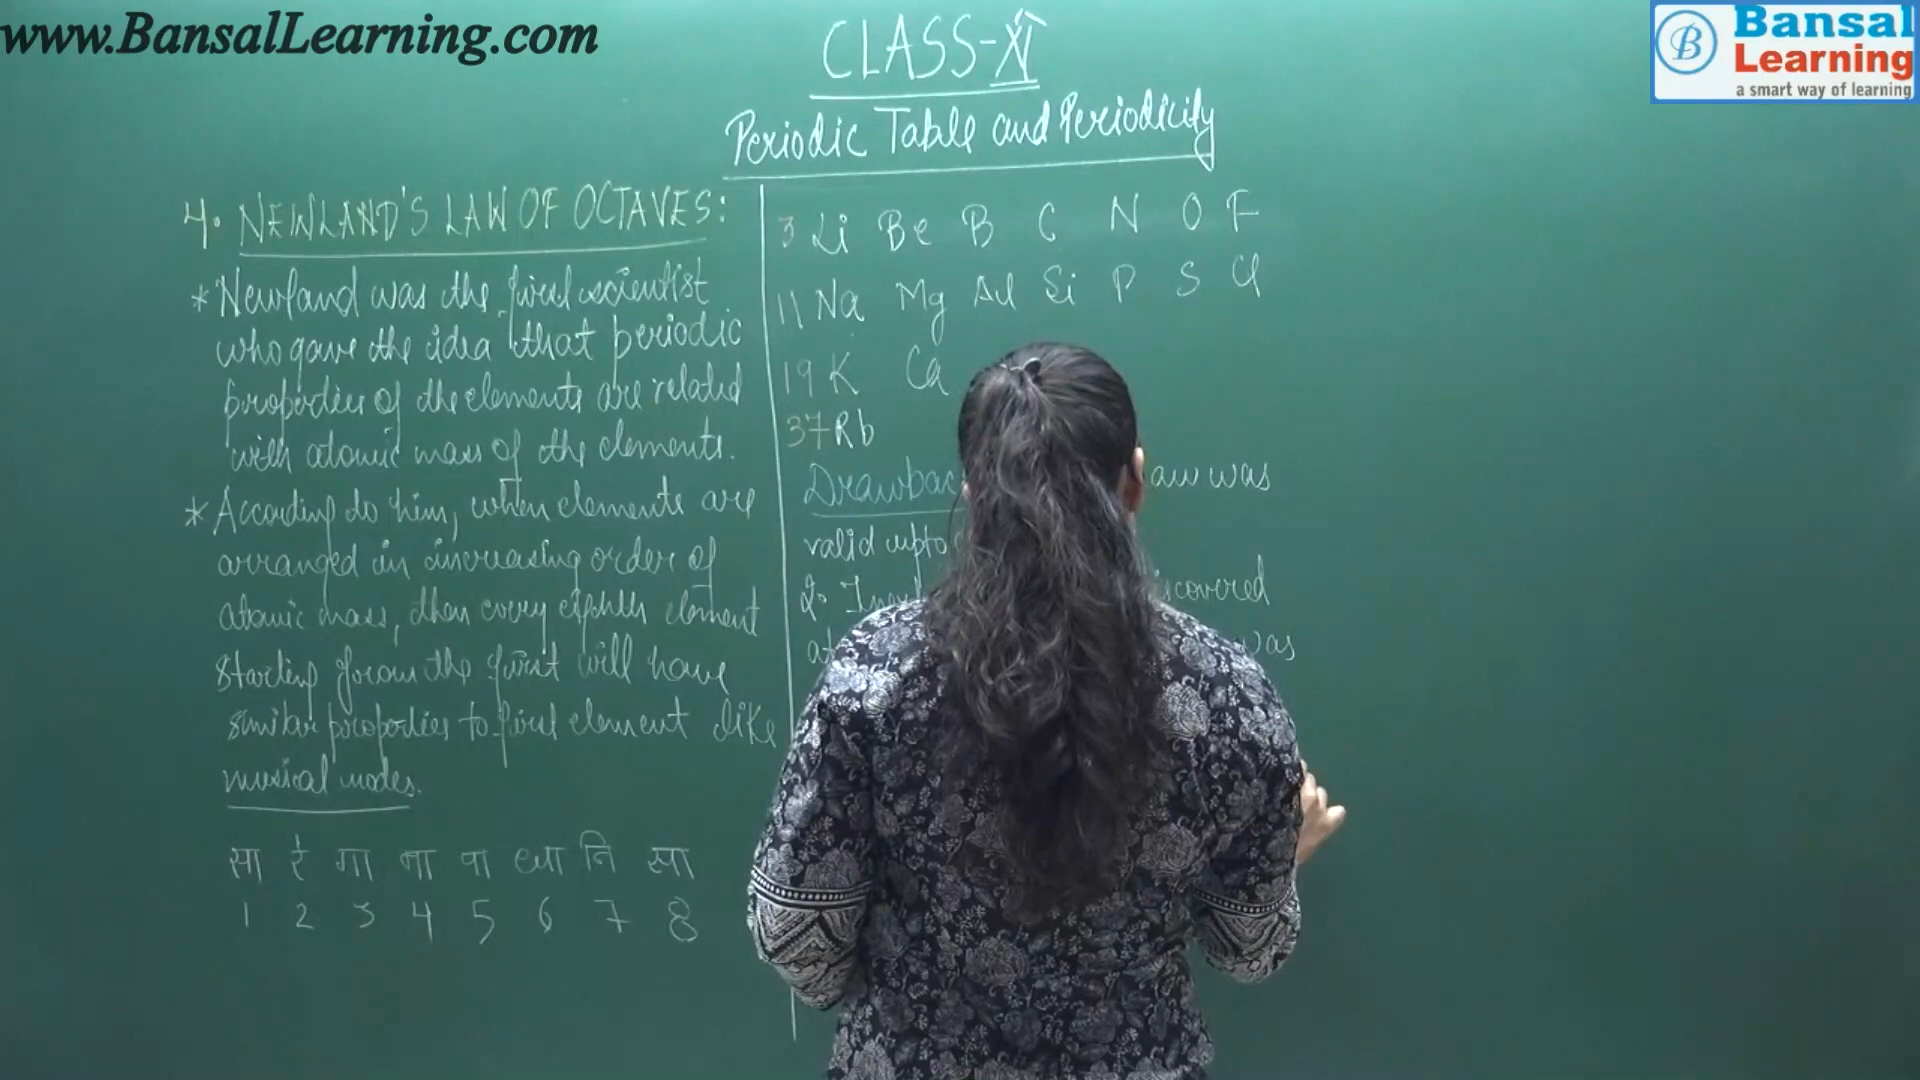 www.BansalLearning.com
Bansal
Learning
a smart way of learning
CLASS-XI
Periodic Table and Periodicity
4. NEWLAND'S LAW OF OCTAVES:
* Newland was the first scientist
who gave the idea that periodic
properties of the elements are related
with atomic mass of the elements.
* According to him, when elements are
arranged in increasing order of
atomic mass, then every eighth element
starting from the first will have
similar properties to first element like
musical nodes.
सा रे गा मा पा धा नि सा
1 2 3 4 5 6 7 8
3 Li Be B C N O F
11 Na Mg Al Si P S Cl
19 K Ca
37 Rb
was
valid upto
2. discovered
was